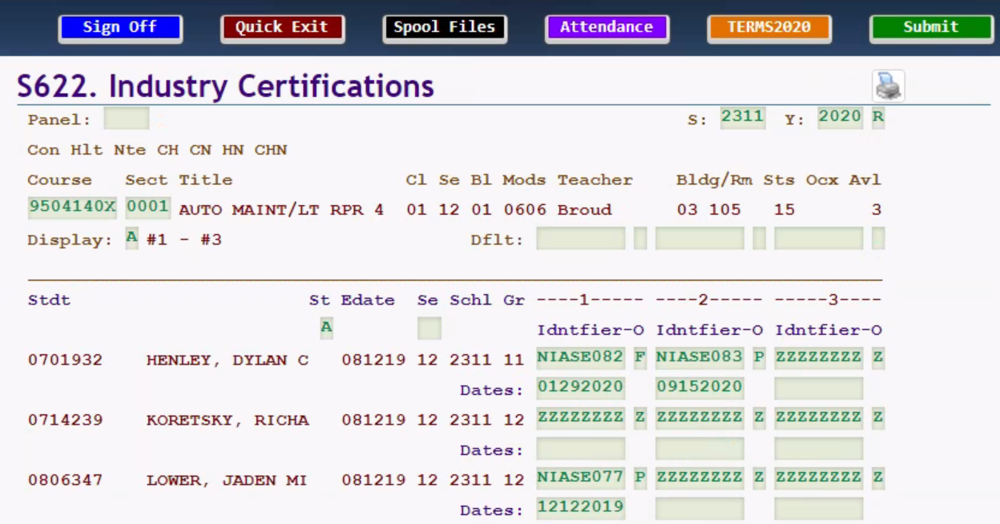 Sign Off Quick Exit Spool Files Attendance TERMS2020 Submit
S622. Industry Certifications
Panel: S: 2311 Y: 2020 R
Con Hlt Nte CH CN HN CHN
Course Sect Title Cl Se Bl Mods Teacher Bldg/Rm Sts Ocx Avl
9504140X 0001 AUTO MAINT/LT RPR 4 01 12 01 0606 Broud 03 105 15 3
Display: A #1 - #3 Dflt:
Stdt St Edate Se Schl Gr ----1----- ----2----- -----3----
A Idntfier-O Idntfier-O Idntfier-O
0701932 HENLEY, DYLAN C 081219 12 2311 11 NIASE082 F NIASE083 P ZZZZZZZZ Z
Dates: 01292020 09152020
0714239 KORETSKY, RICHA 081219 12 2311 12 ZZZZZZZZ Z ZZZZZZZZ Z ZZZZZZZZ Z
Dates:
0806347 LOWER, JADEN MI 081219 12 2311 12 NIASE077 P ZZZZZZZZ Z ZZZZZZZZ Z
Dates: 12122019